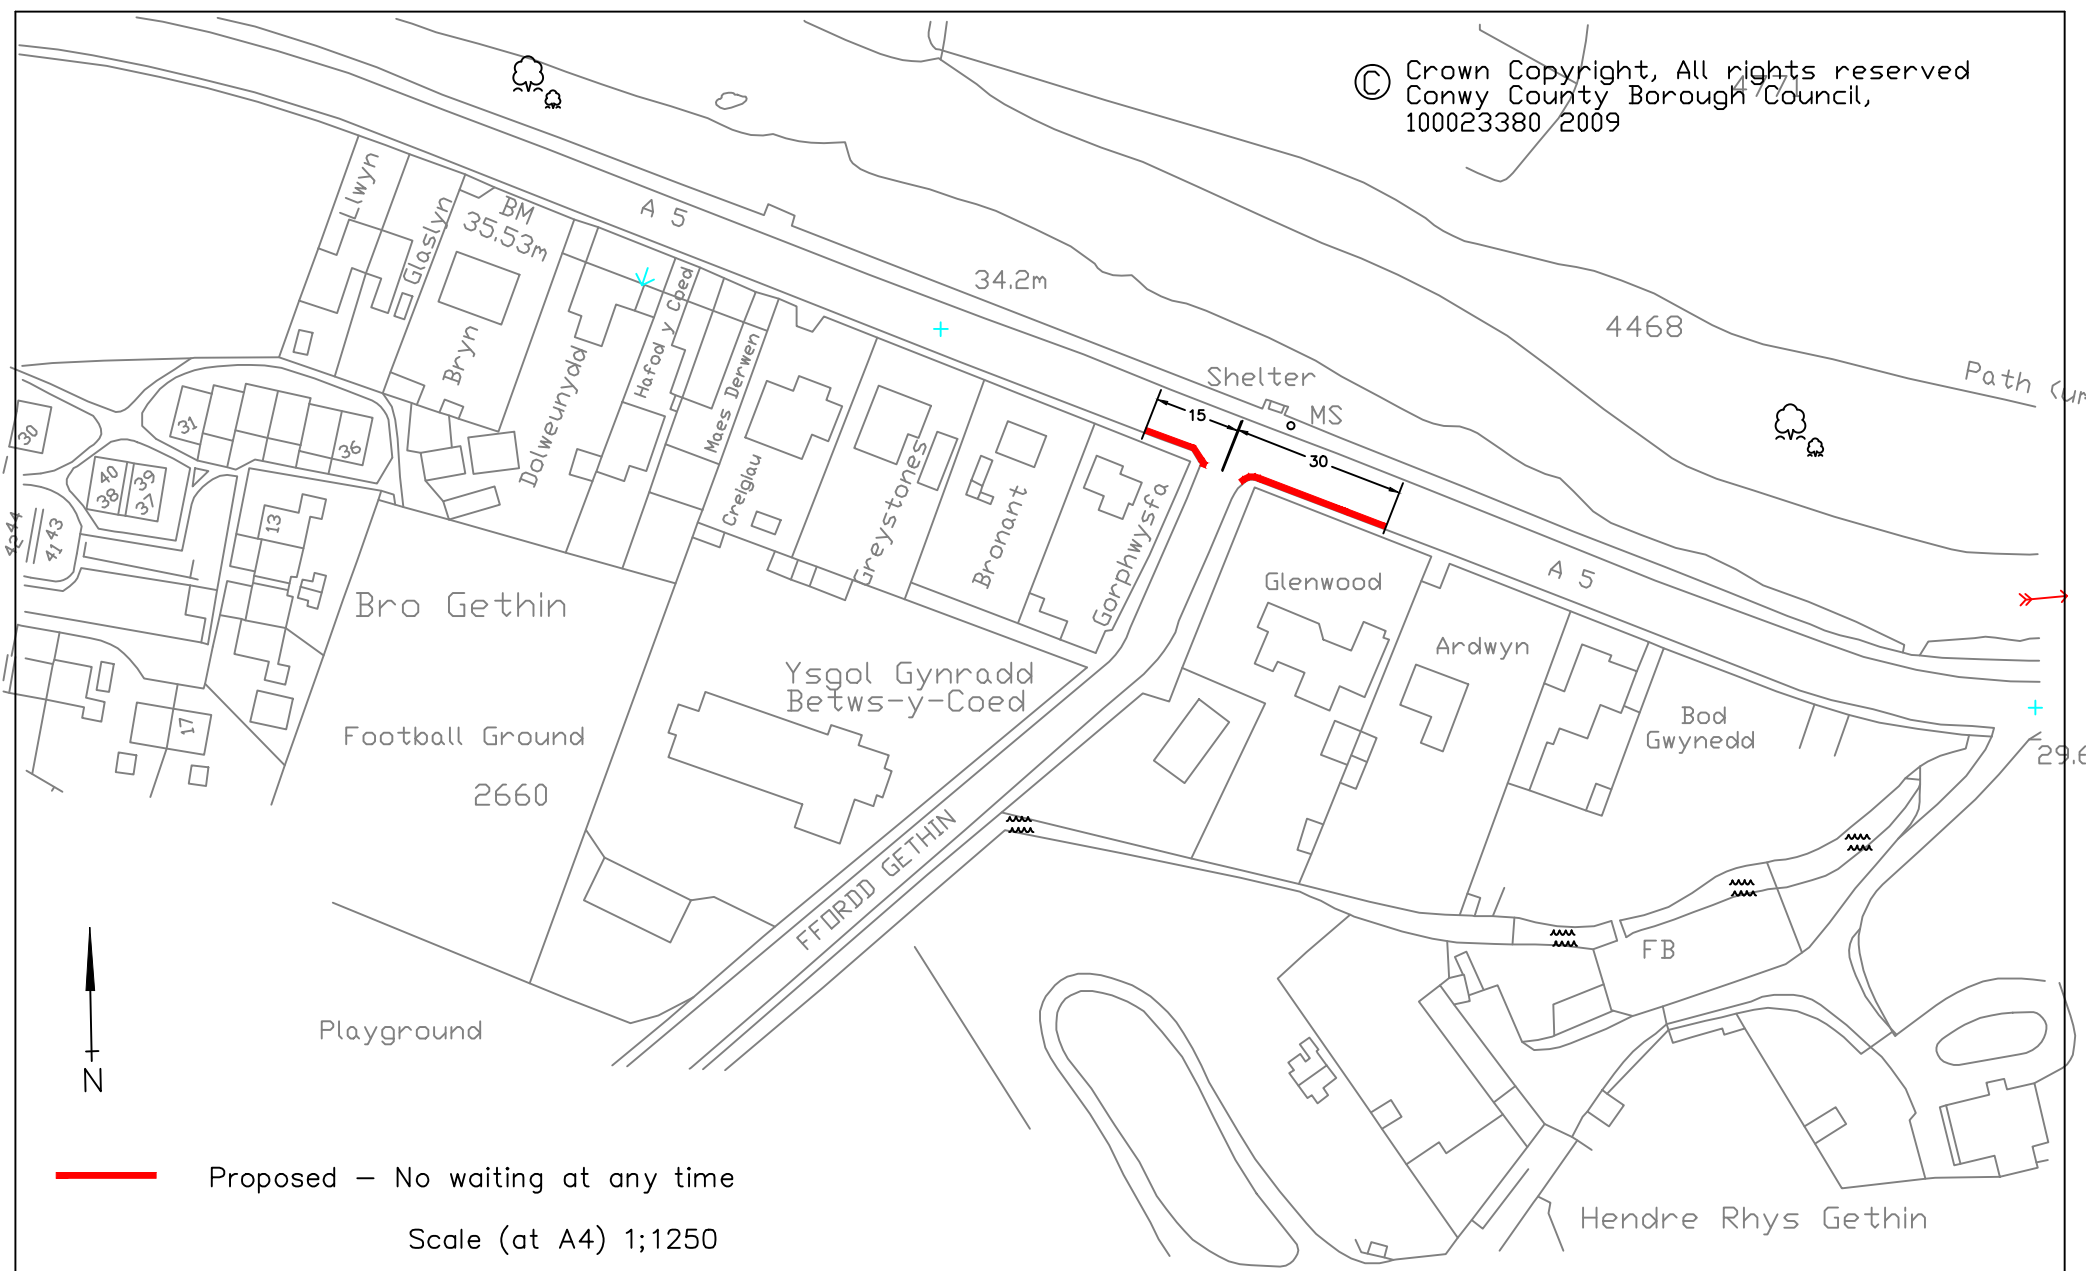 © Crown Copyright, All rights reserved
Conwy County Borough Council,
100023380 2009
4771
Llwyn
Glaslyn
BM
35.53m
A 5
34.2m
4468
Path
Shelter
MS
15
30
Bryn
Dolweunydd
Hafod y Coed
Maes Derwen
Creiglau
Greystones
Bronant
Gorphwysfa
Glenwood
A 5
Ardwyn
Bod
Gwynedd
30
31
36
40
38
39
37
42
44
41
43
13
17
Bro Gethin
Ysgol Gynradd
Betws-y-Coed
Football Ground
2660
FFORDD GETHIN
FB
Playground
N
Proposed – No waiting at any time
Scale (at A4) 1;1250
Hendre Rhys Gethin